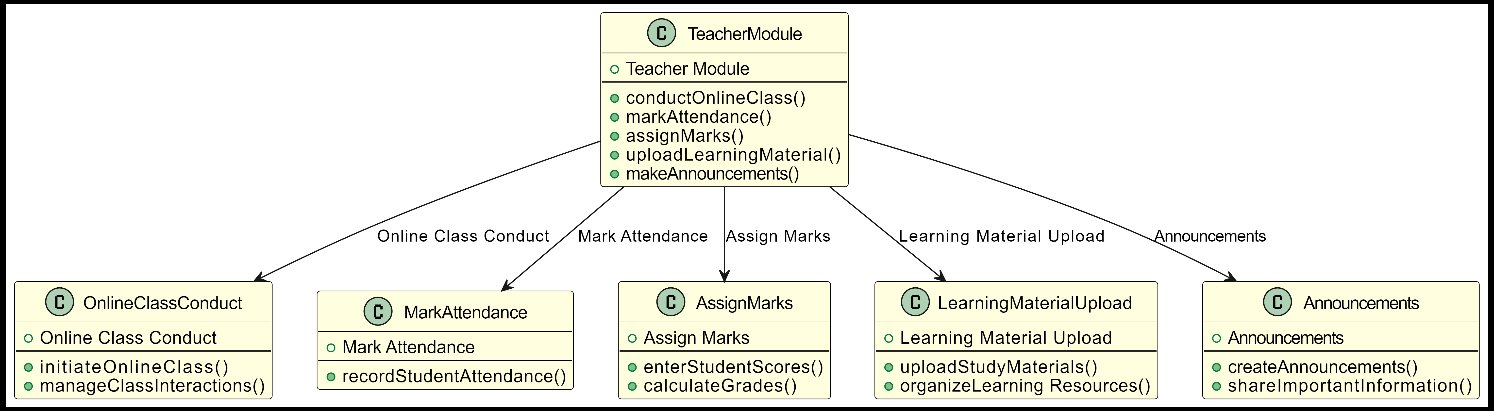 C TeacherModule
Teacher Module
conductOnlineClass()
markAttendance()
assignMarks()
uploadLearningMaterial()
makeAnnouncements()
Online Class Conduct
Mark Attendance
Assign Marks
Learning Material Upload
Announcements
C OnlineClassConduct
Online Class Conduct
initiateOnlineClass()
manageClassInteractions()
C MarkAttendance
Mark Attendance
recordStudentAttendance()
C AssignMarks
Assign Marks
enterStudentScores()
calculateGrades()
C LearningMaterialUpload
Learning Material Upload
uploadStudyMaterials()
organizeLearning Resources()
C Announcements
Announcements
createAnnouncements()
shareImportantInformation()